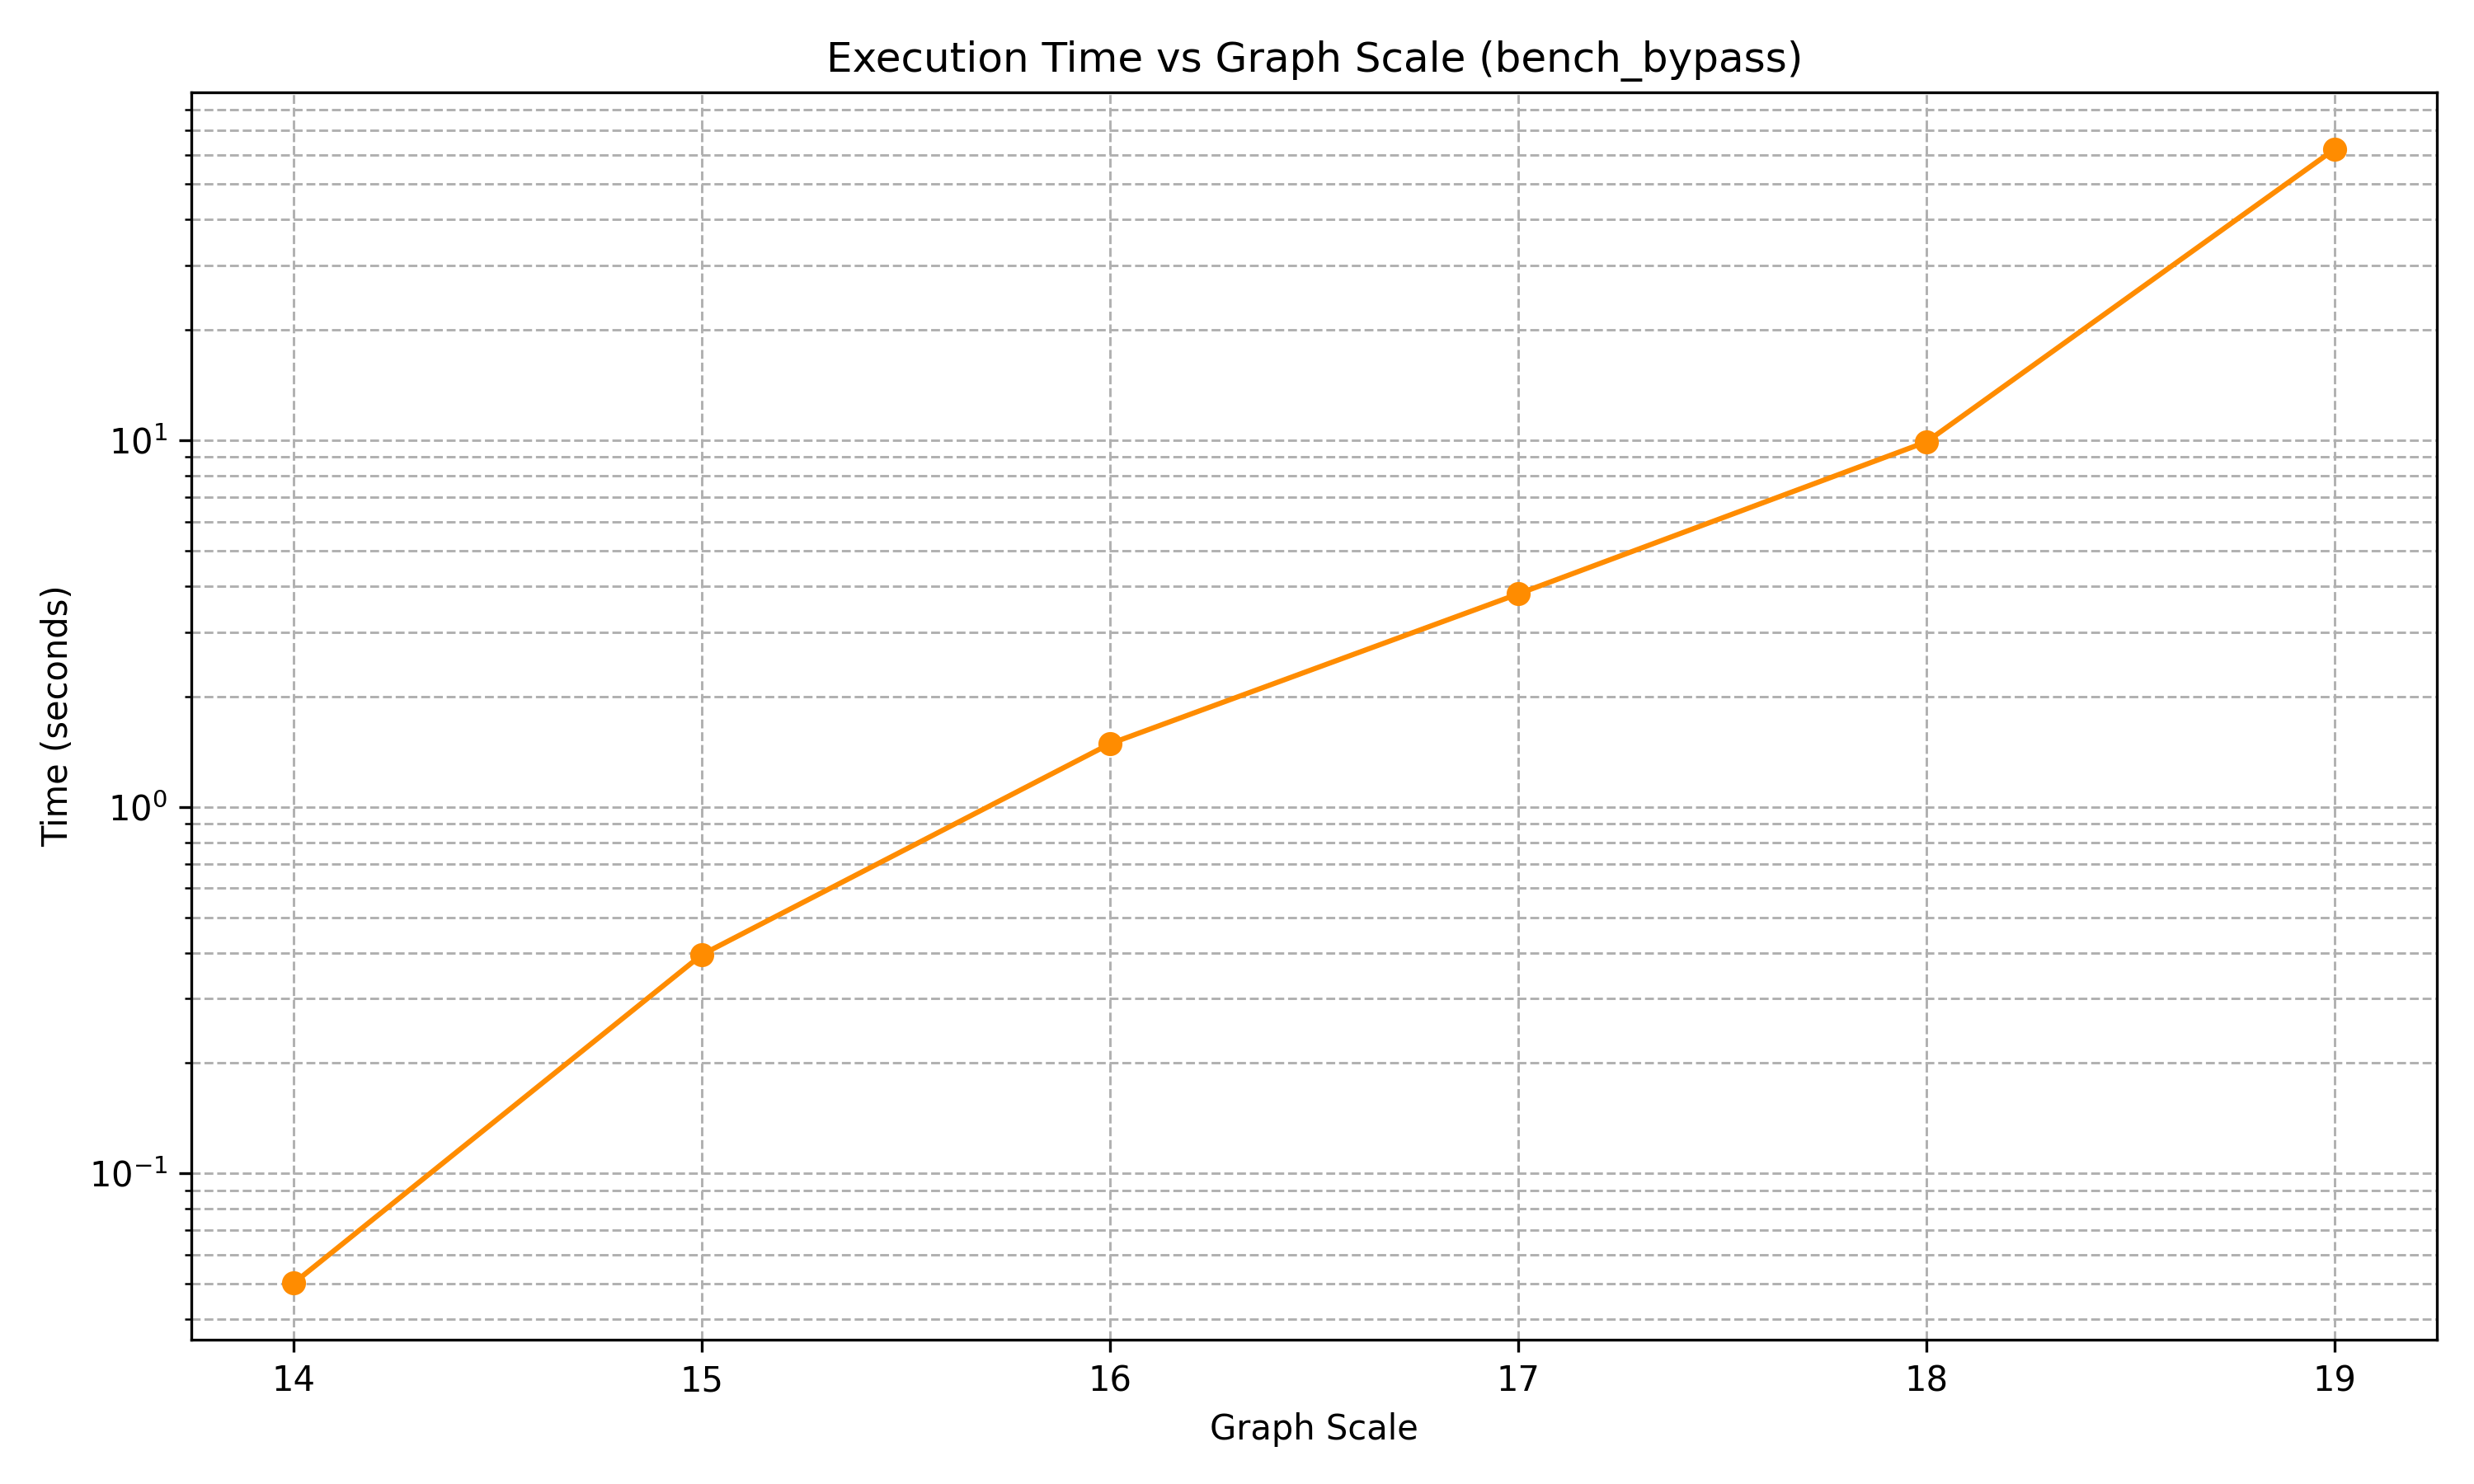 Execution Time vs Graph Scale (bench_bypass)
Time (seconds)
10¹
10⁰
10⁻¹
14 15 16 17 18 19
Graph Scale